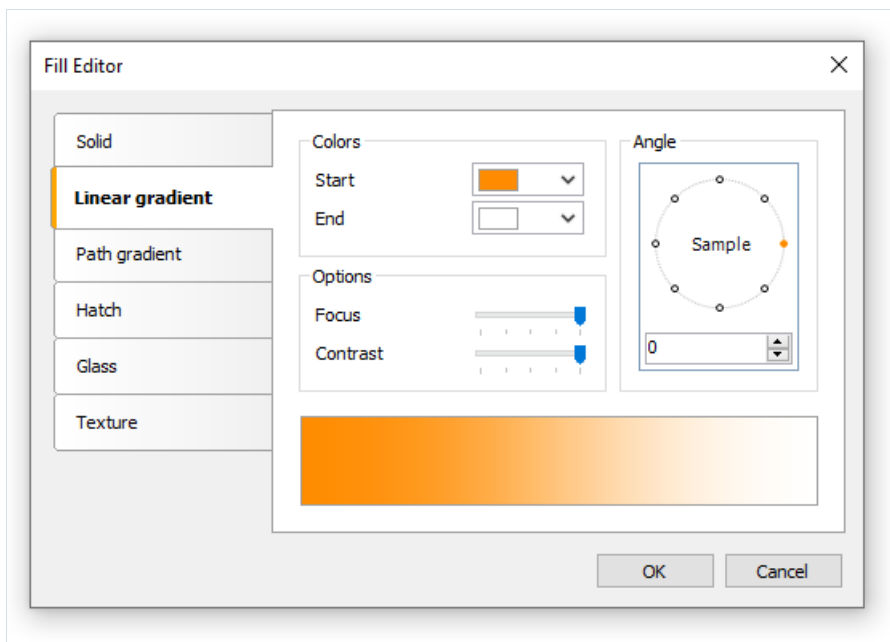 Fill Editor
Solid
Linear gradient
Path gradient
Hatch
Glass
Texture
Colors
Start
End
Options
Focus
Contrast
Angle
Sample
0
OK
Cancel